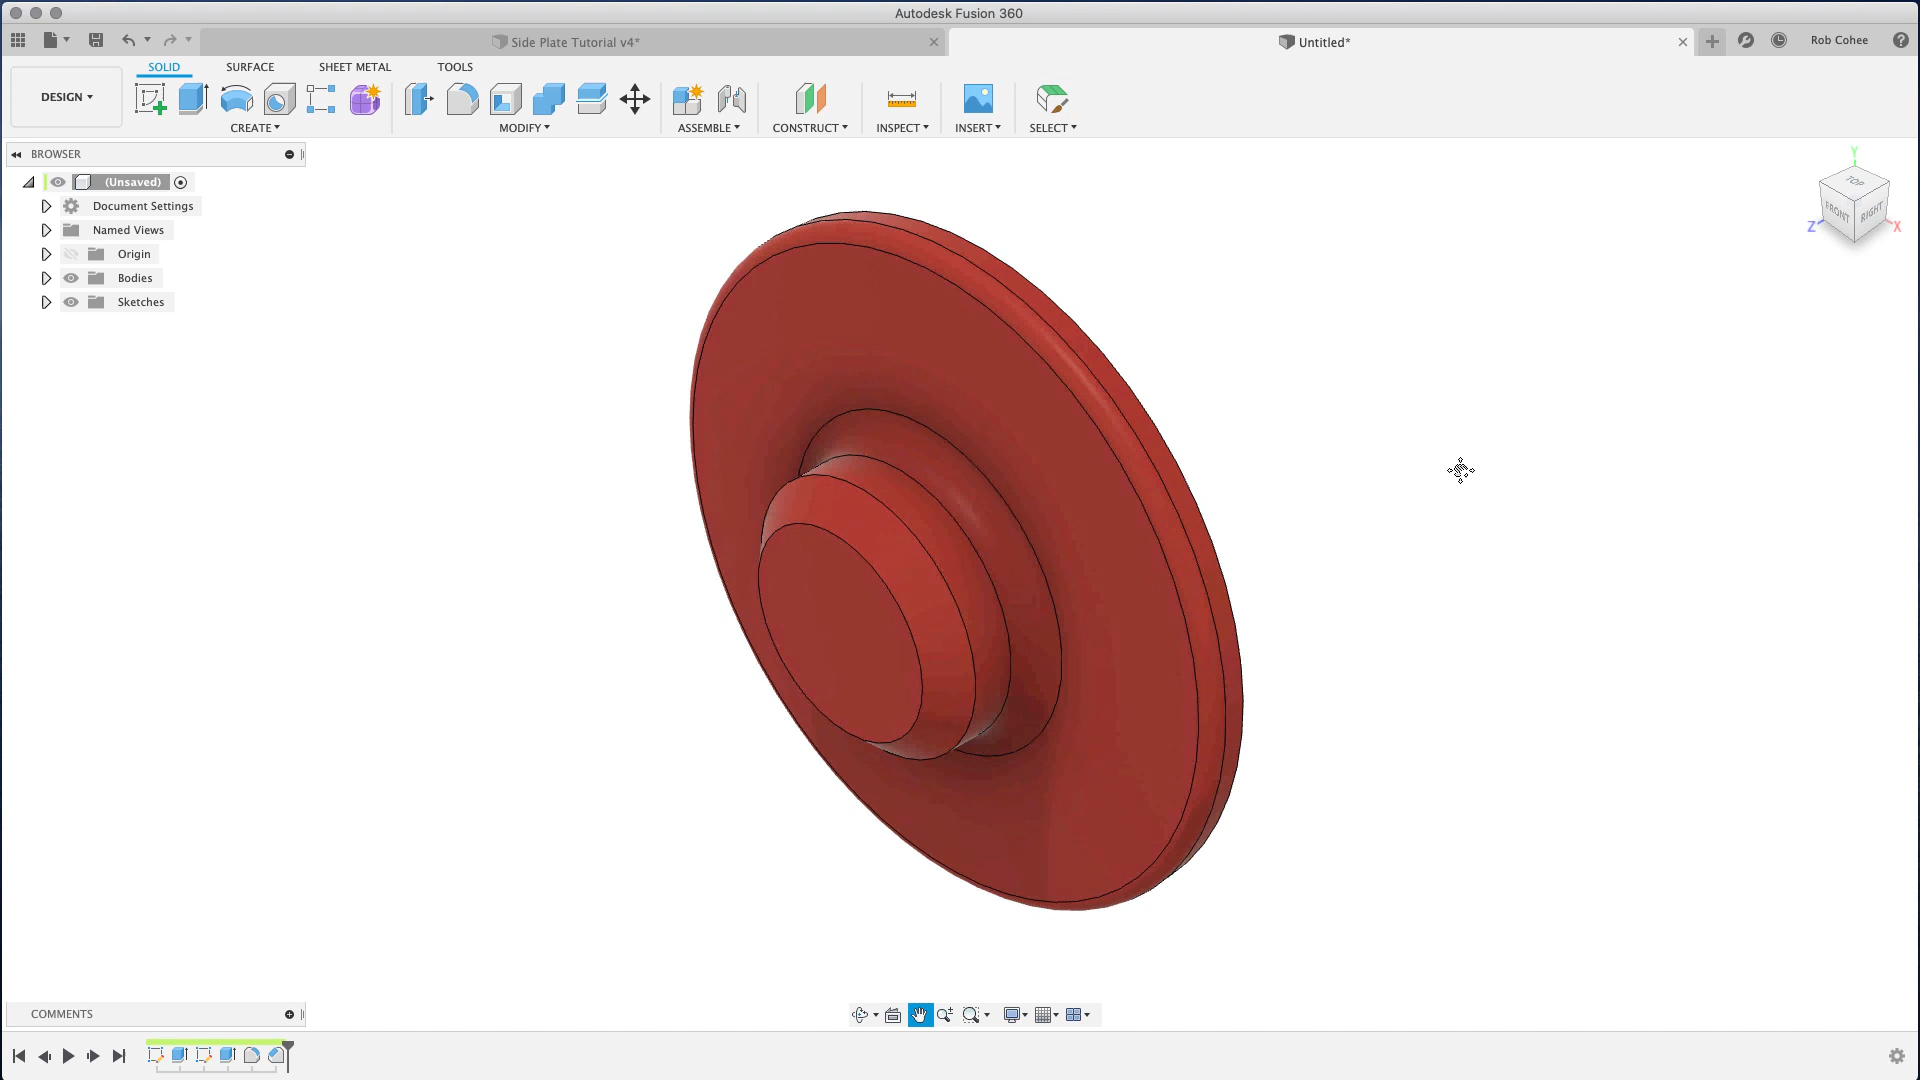 Autodesk Fusion 360
Side Plate Tutorial v4*
Untitled*
Rob Cohee
DESIGN
SOLID
SURFACE
SHEET METAL
TOOLS
CREATE
MODIFY
ASSEMBLE
CONSTRUCT
INSPECT
INSERT
SELECT
BROWSER
(Unsaved)
Document Settings
Named Views
Origin
Bodies
Sketches
Y
TOP
FRONT
RIGHT
Z
X
COMMENTS